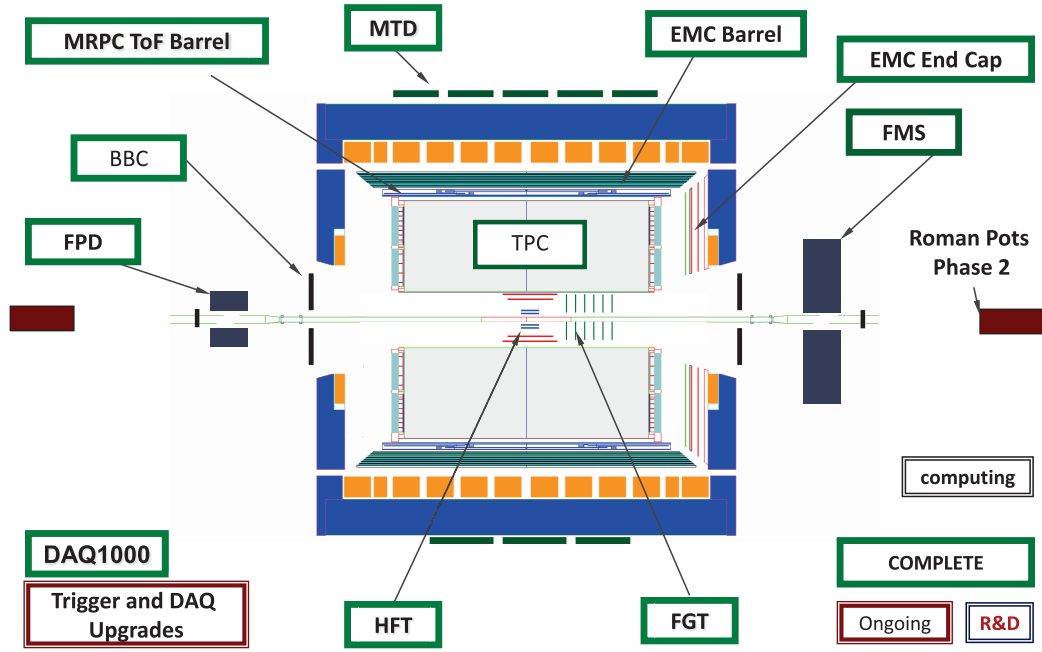 MRPC ToF Barrel
MTD
EMC Barrel
EMC End Cap
BBC
FMS
FPD
TPC
Roman Pots
Phase 2
computing
DAQ1000
COMPLETE
Trigger and DAQ
Upgrades
HFT
FGT
Ongoing
R&D